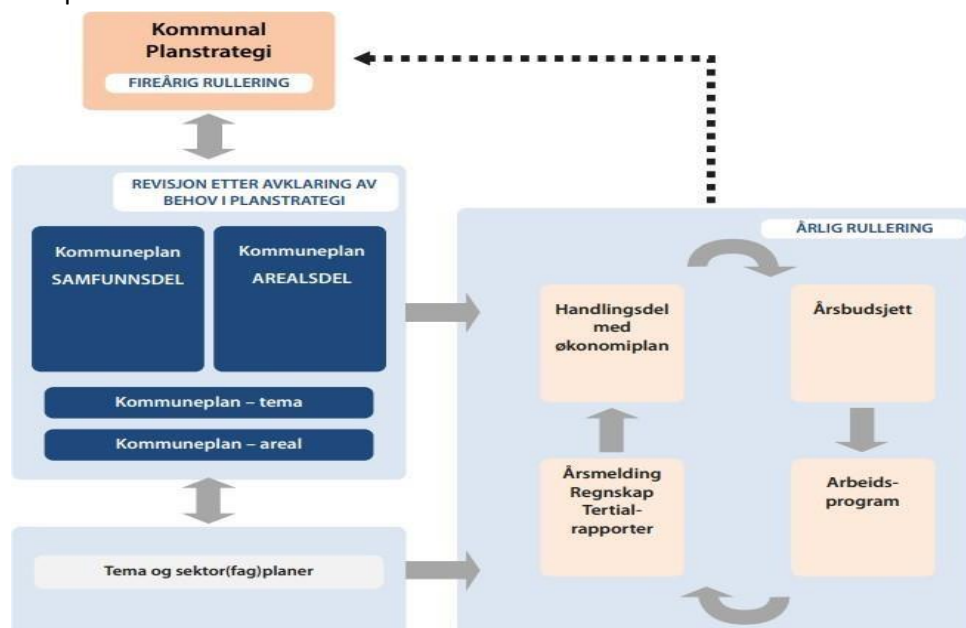 Kommunal
Planstrategi
FIREÅRIG RULLERING
REVISJON ETTER AVKLARING AV
BEHOV I PLANSTRATEGI
Kommuneplan
SAMFUNNSDEL
Kommuneplan
AREALSDEL
Kommuneplan – tema
Kommuneplan – areal
Tema og sektor(fag)planer
ÅRLIG RULLERING
Handlingsdel
med
økonomiplan
Årsbudsjett
Årsmelding
Regnskap
Tertial-
rapporter
Arbeids-
program